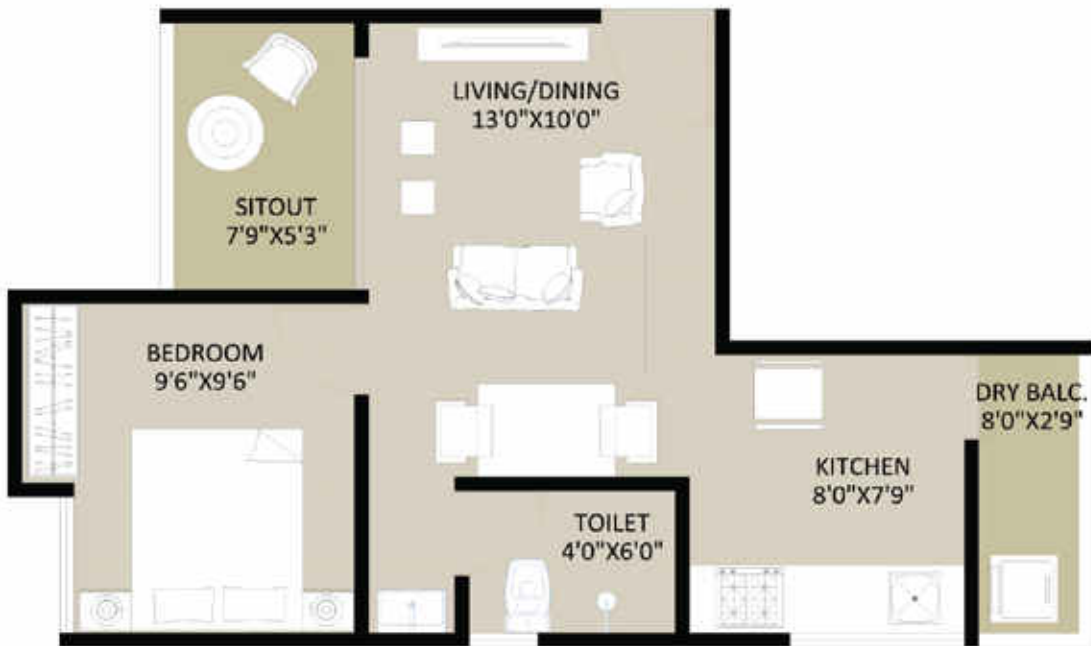 LIVING/DINING
13'0"X10'0"
SITOUT
7'9"X5'3"
BEDROOM
9'6"X9'6"
DRY BALC.
8'0"X2'9"
KITCHEN
8'0"X7'9"
TOILET
4'0"X6'0"